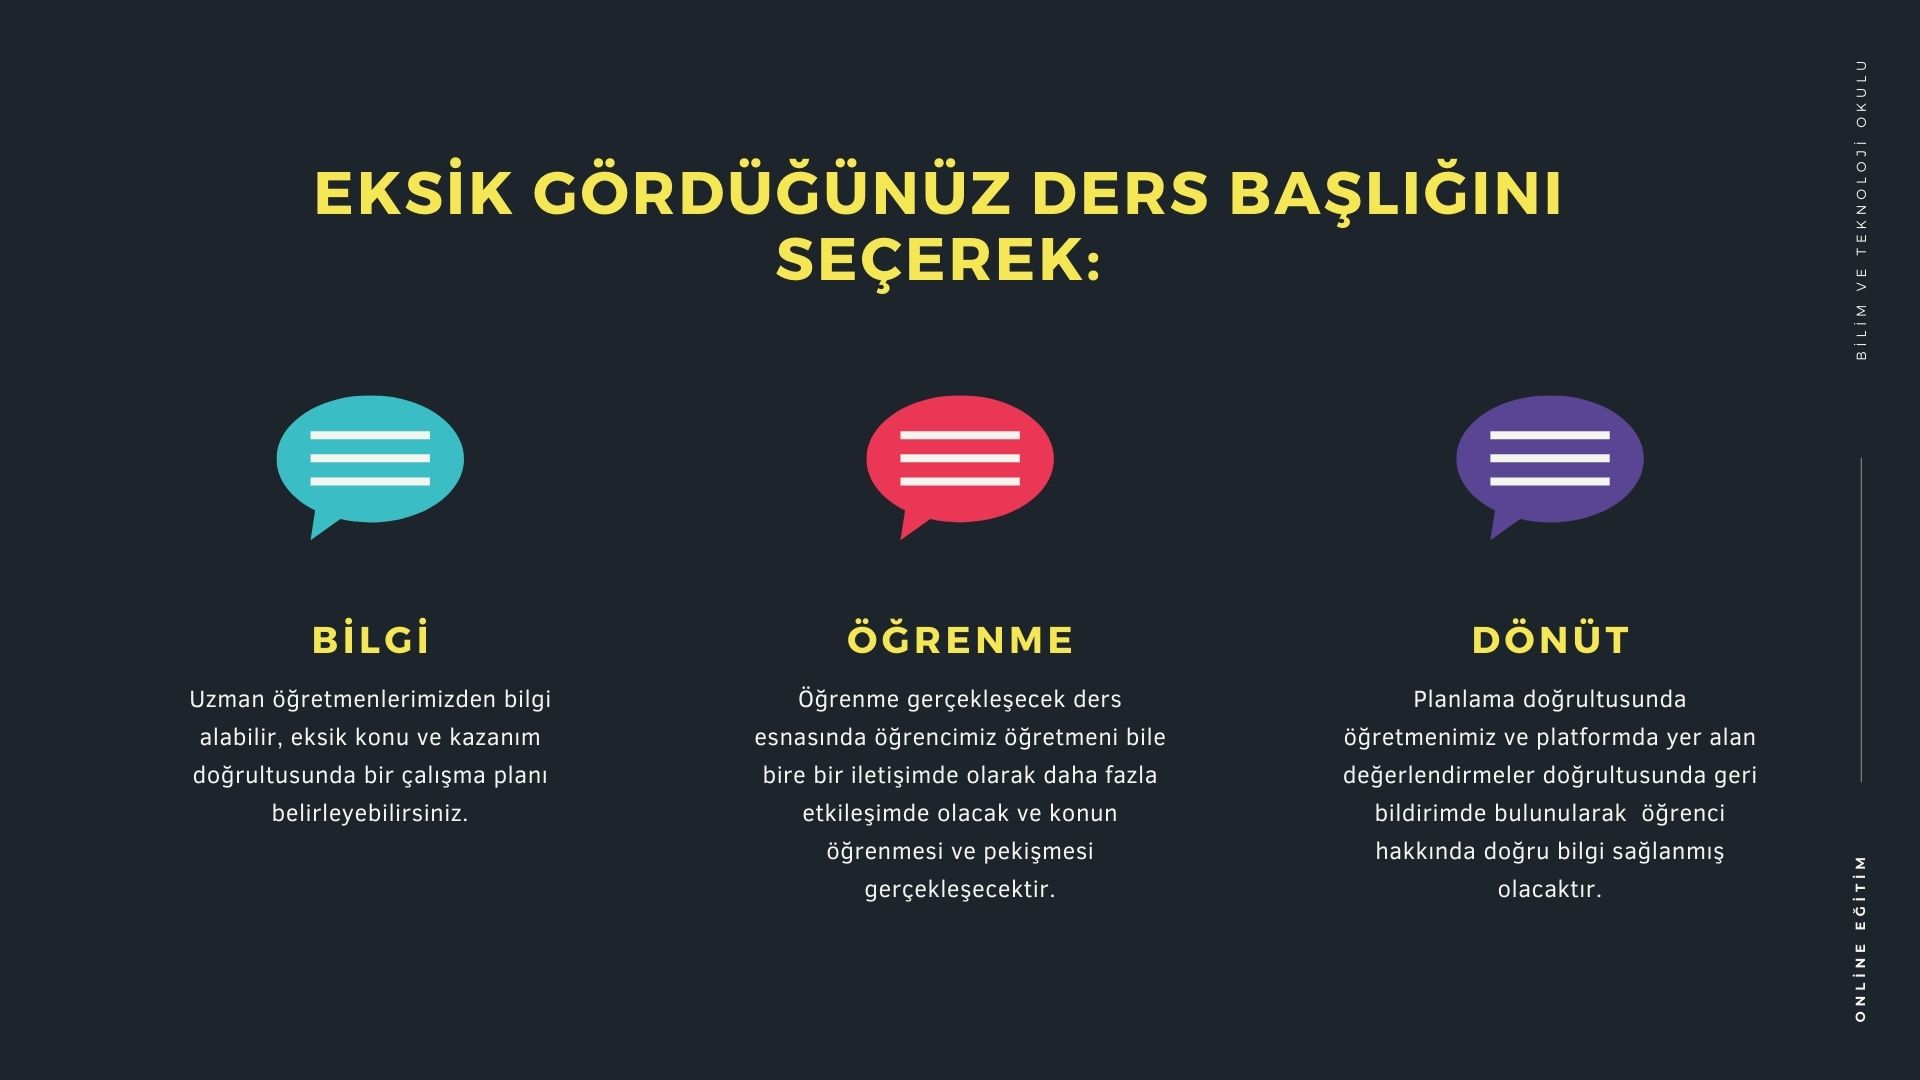 EKSİK GÖRDÜĞÜNÜZ DERS BAŞLIĞINI
SEÇEREK:
BİLGİ
Uzman öğretmenlerimizden bilgi
alabilir, eksik konu ve kazanım
doğrultusunda bir çalışma planı
belirleyebilirsiniz.
ÖĞRENME
Öğrenme gerçekleşecek ders
esnasında öğrencimiz öğretmeni bile
bire bir iletişimde olarak daha fazla
etkileşimde olacak ve konun
öğrenmesi ve pekişmesi
gerçekleşecektir.
DÖNÜT
Planlama doğrultusunda
öğretmenimiz ve platformda yer alan
değerlendirmeler doğrultusunda geri
bildirimde bulunularak  öğrenci
hakkında doğru bilgi sağlanmış
olacaktır.
BİLİM VE TEKNOLOJİ OKULU
ONLİNE EĞİTİM